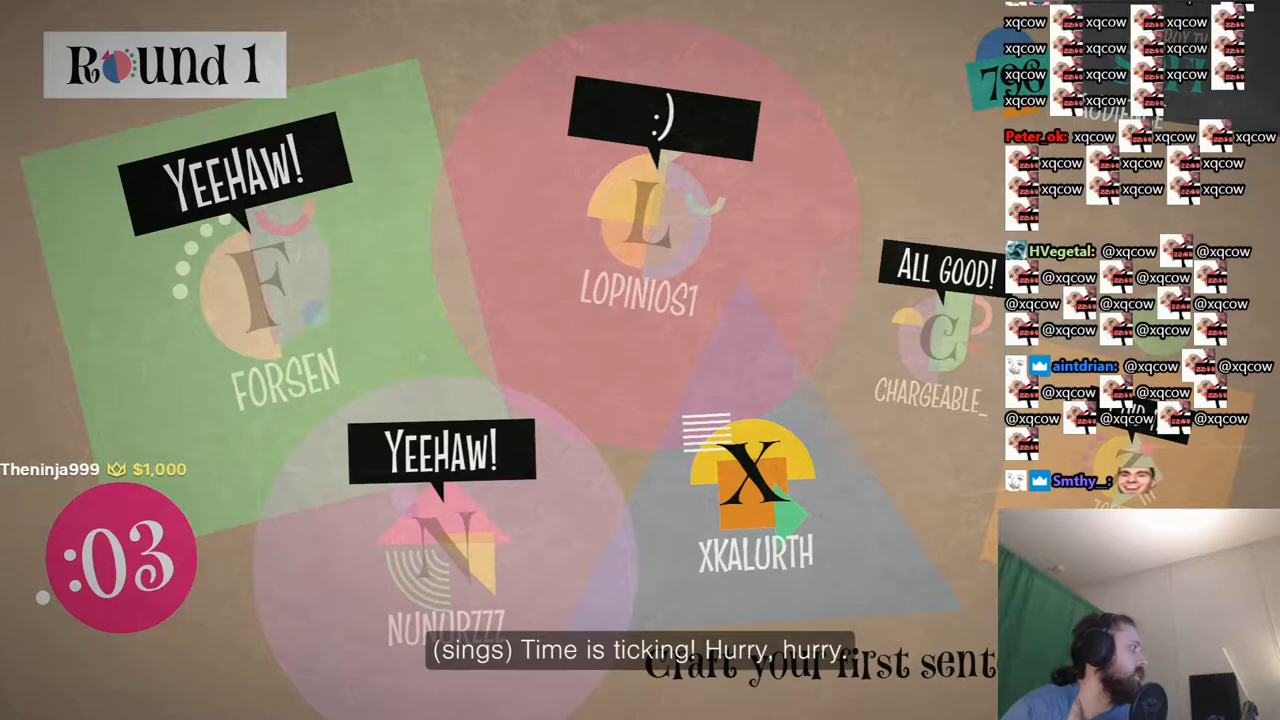 Round 1
YEEHAW!
F
FORSEN
:)
L
LOPINIOS1
ALL GOOD!
C
CHARGEABLE_
YEEHAW!
N
NUNURZZZ
X
XKALURTH
796
AUDIENCE
Z
Theninja999 $1,000
:03
(sings) Time is ticking! Hurry, hurry.
Craft your first sent
xqcow xqcow xqcow
xqcow xqcow xqcow
xqcow xqcow xqcow
xqcow xqcow
Peter_ok: xqcow xqcow xqcow
xqcow xqcow xqcow
xqcow xqcow xqcow
HVegetal: @xqcow @xqcow
@xqcow @xqcow
@xqcow @xqcow @xqcow
@xqcow @xqcow
aintdrian: @xqcow @xqcow
@xqcow @xqcow
@xqcow @xqcow @xqcow
Smthy__: